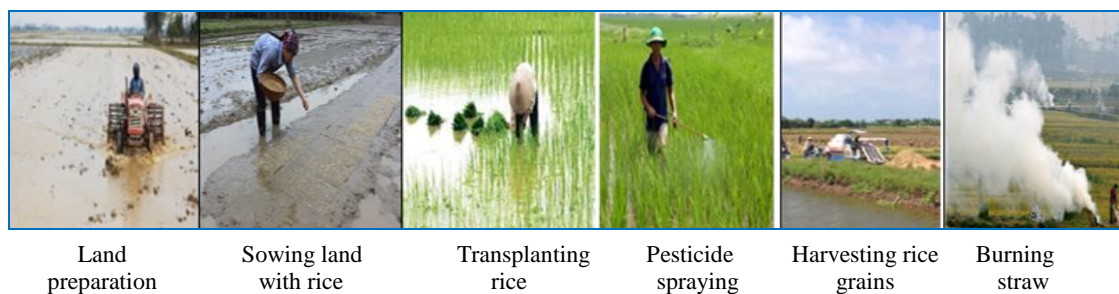 Land
preparation
Sowing land
with rice
Transplanting
rice
Pesticide
spraying
Harvesting rice
grains
Burning
straw